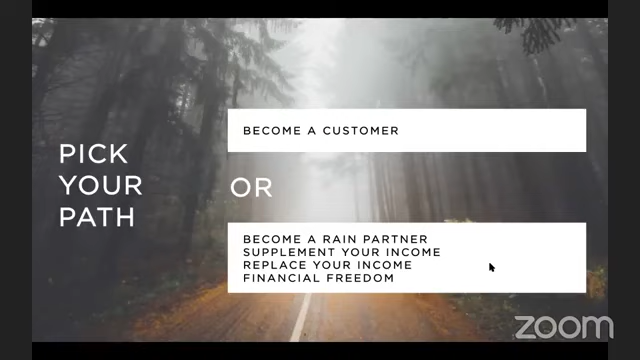 PICK
YOUR
PATH
BECOME A CUSTOMER
OR
BECOME A RAIN PARTNER
SUPPLEMENT YOUR INCOME
REPLACE YOUR INCOME
FINANCIAL FREEDOM
zoom